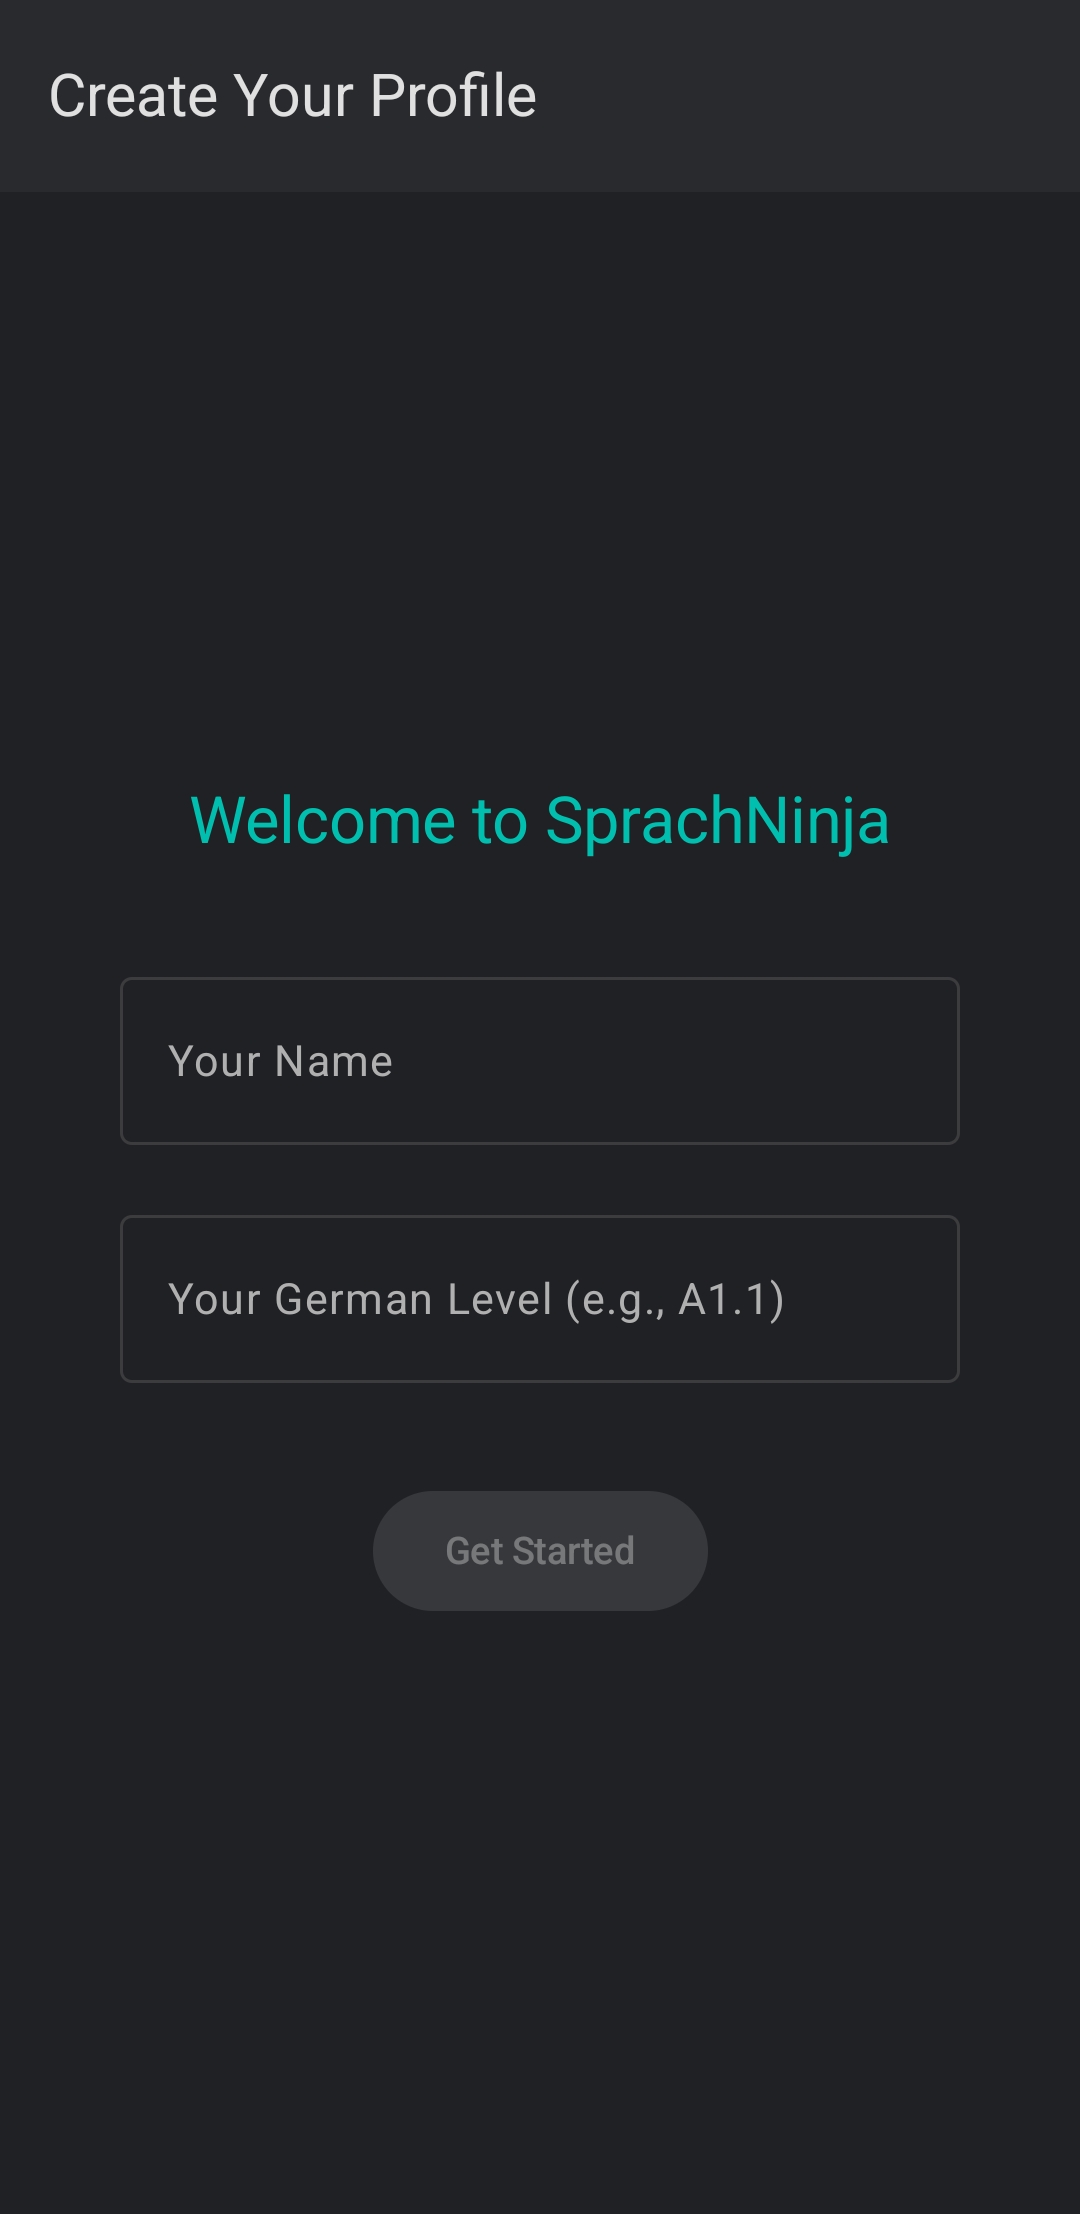 Create Your Profile
Welcome to SprachNinja
Your Name
Your German Level (e.g., A1.1)
Get Started